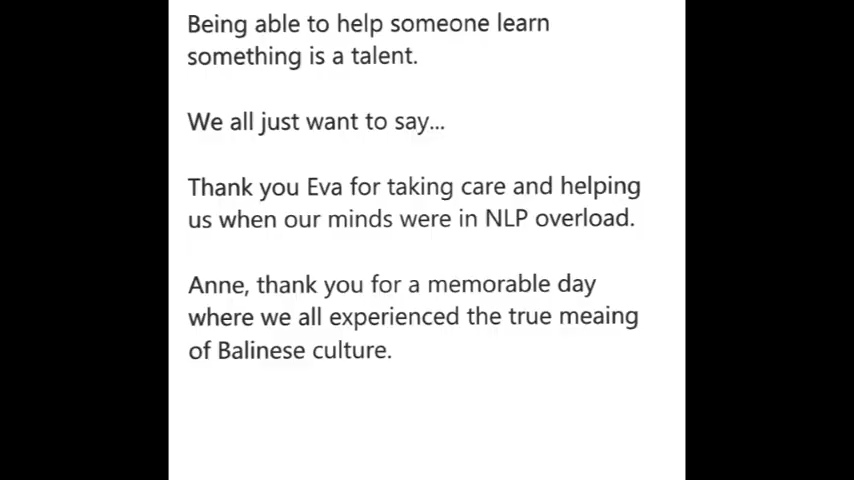 Being able to help someone learn
something is a talent.
We all just want to say...
Thank you Eva for taking care and helping
us when our minds were in NLP overload.
Anne, thank you for a memorable day
where we all experienced the true meaing
of Balinese culture.